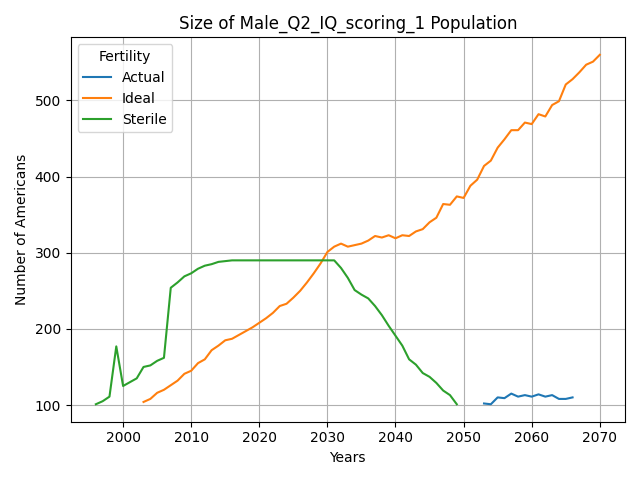 Size of Male_Q2_IQ_scoring_1 Population
Fertility
Actual
Ideal
Sterile
Number of Americans
500
400
300
200
100
2000
2010
2020
2030
2040
2050
2060
2070
Years